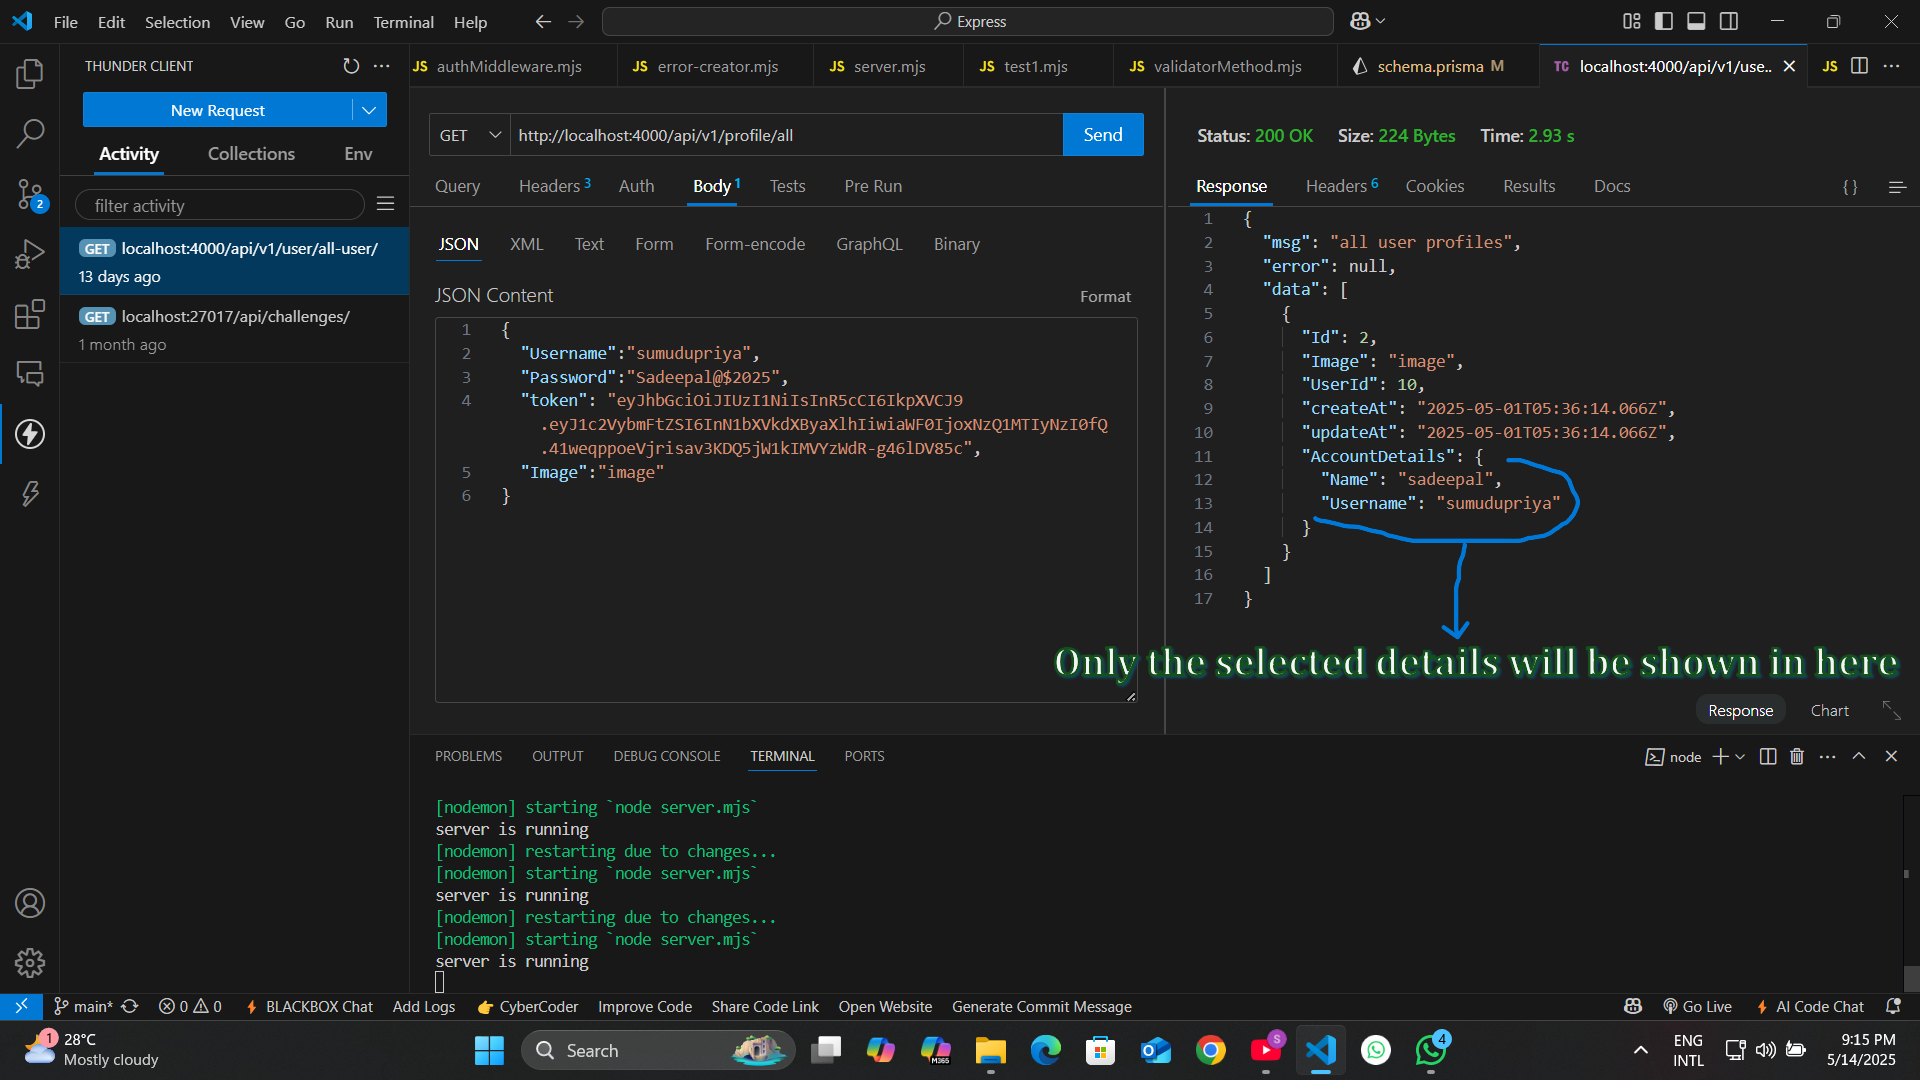 File Edit Selection View Go Run Terminal Help
Express
THUNDER CLIENT
New Request
Activity Collections Env
filter activity
GET localhost:4000/api/v1/user/all-user/
13 days ago
GET localhost:27017/api/challenges/
1 month ago
2
JS authMiddleware.mjs JS error-creator.mjs JS server.mjs JS test1.mjs JS validatorMethod.mjs schema.prisma M TC localhost:4000/api/v1/use.. JS
GET http://localhost:4000/api/v1/profile/all Send
Query Headers 3 Auth Body 1 Tests Pre Run
JSON XML Text Form Form-encode GraphQL Binary
JSON Content Format
1 {
2 "Username":"sumudupriya",
3 "Password":"Sadeepal@$2025",
4 "token": "eyJhbGciOiJIUzI1NiIsInR5cCI6IkpXVCJ9
.eyJ1c2VybmFtZSI6InN1bXVkdXByaXlhIiwiaWF0IjoxNzQ1MTIyNzI0fQ
.41weqppoeVjrisav3KDQ5jW1kIMVYzWdR-g46lDV85c",
5 "Image":"image"
6 }
Status: 200 OK Size: 224 Bytes Time: 2.93 s
Response Headers 6 Cookies Results Docs { }
1 {
2 "msg": "all user profiles",
3 "error": null,
4 "data": [
5 {
6 "Id": 2,
7 "Image": "image",
8 "UserId": 10,
9 "createAt": "2025-05-01T05:36:14.066Z",
10 "updateAt": "2025-05-01T05:36:14.066Z",
11 "AccountDetails": {
12 "Name": "sadeepal",
13 "Username": "sumudupriya"
14 }
15 }
16 ]
17 }
Only the selected details will be shown in here
Response Chart
PROBLEMS OUTPUT DEBUG CONSOLE TERMINAL PORTS
node
[nodemon] starting `node server.mjs`
server is running
[nodemon] restarting due to changes...
[nodemon] starting `node server.mjs`
server is running
[nodemon] restarting due to changes...
[nodemon] starting `node server.mjs`
server is running
main* 0 0 BLACKBOX Chat Add Logs CyberCoder Improve Code Share Code Link Open Website Generate Commit Message Go Live AI Code Chat
1 28°C
Mostly cloudy
Search
M365
S
4
ENG
INTL
9:15 PM
5/14/2025